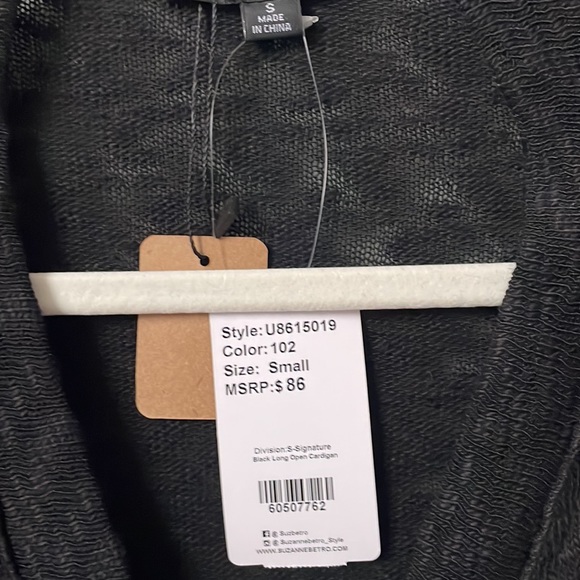 S
MADE
IN CHINA
Style:U8615019
Color:102
Size: Small
MSRP:$86
Division:S-Signature
Black Long Open Cardigan
60507762
@Suzbetro
@Suzannebetro_Style
WWW.SUZANNEBETRO.COM